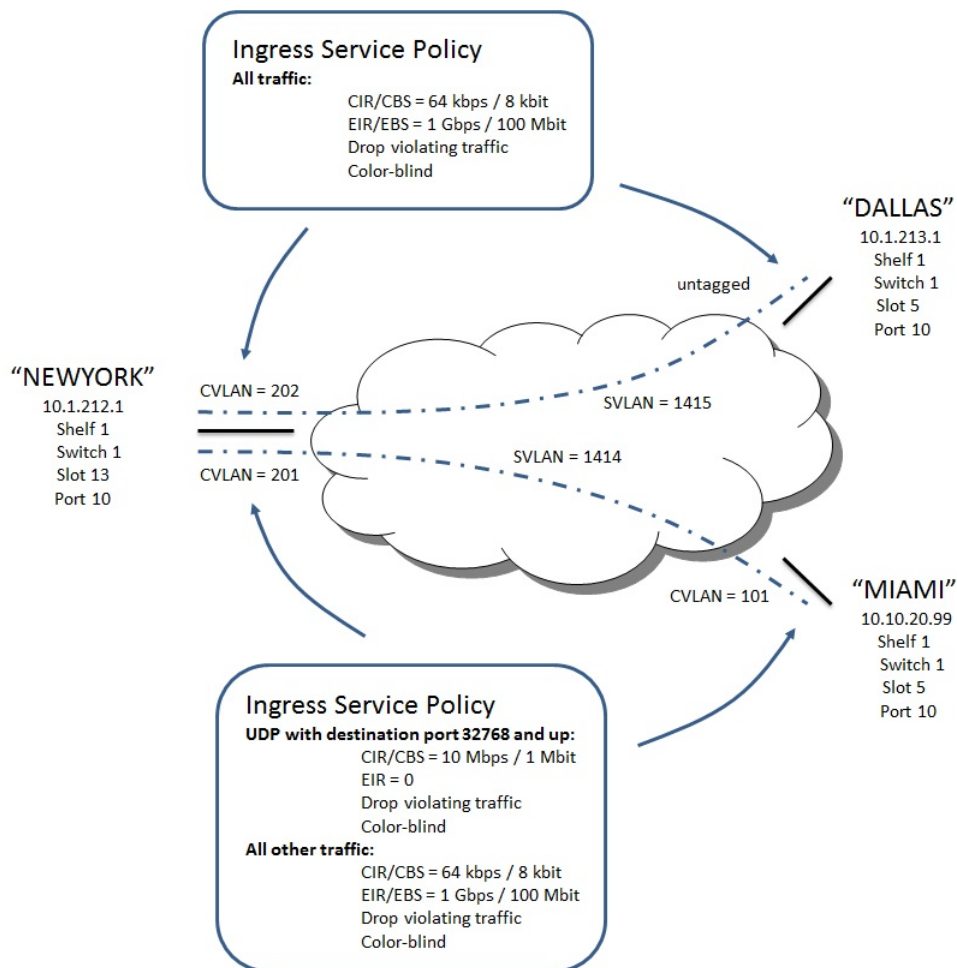 Ingress Service Policy
All traffic:
CIR/CBS = 64 kbps / 8 kbit
EIR/EBS = 1 Gbps / 100 Mbit
Drop violating traffic
Color-blind
"DALLAS"
10.1.213.1
Shelf 1
Switch 1
Slot 5
Port 10
untagged
"NEWYORK"
10.1.212.1
Shelf 1
Switch 1
Slot 13
Port 10
CVLAN = 202
SVLAN = 1415
SVLAN = 1414
CVLAN = 201
CVLAN = 101
"MIAMI"
10.10.20.99
Shelf 1
Switch 1
Slot 5
Port 10
Ingress Service Policy
UDP with destination port 32768 and up:
CIR/CBS = 10 Mbps / 1 Mbit
EIR = 0
Drop violating traffic
Color-blind
All other traffic:
CIR/CBS = 64 kbps / 8 kbit
EIR/EBS = 1 Gbps / 100 Mbit
Drop violating traffic
Color-blind